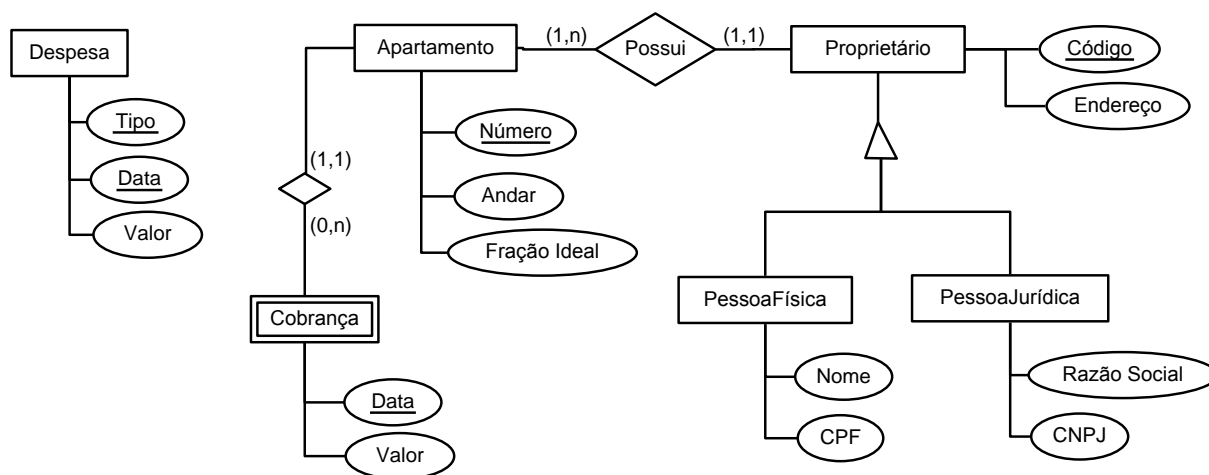 Despesa
Tipo
Data
Valor
Apartamento
(1,n)
Possui
(1,1)
Proprietário
Código
Endereço
Número
Andar
Fração Ideal
(1,1)
(0,n)
Cobrança
Data
Valor
PessoaFísica
Nome
CPF
PessoaJurídica
Razão Social
CNPJ